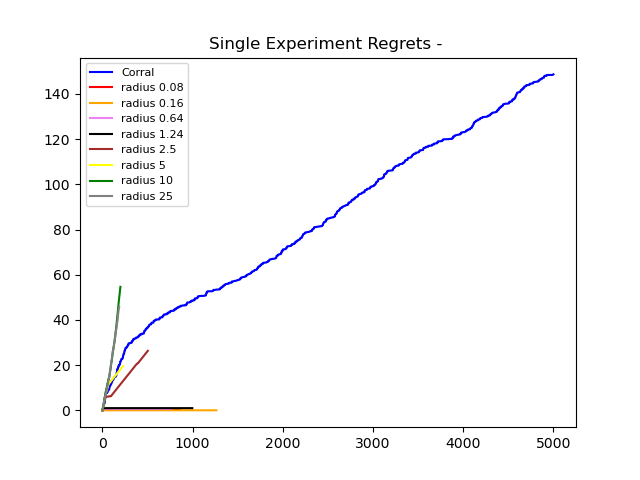 Single Experiment Regrets -
Corral
radius 0.08
radius 0.16
radius 0.64
radius 1.24
radius 2.5
radius 5
radius 10
radius 25
140
120
100
80
60
40
20
0
0 1000 2000 3000 4000 5000